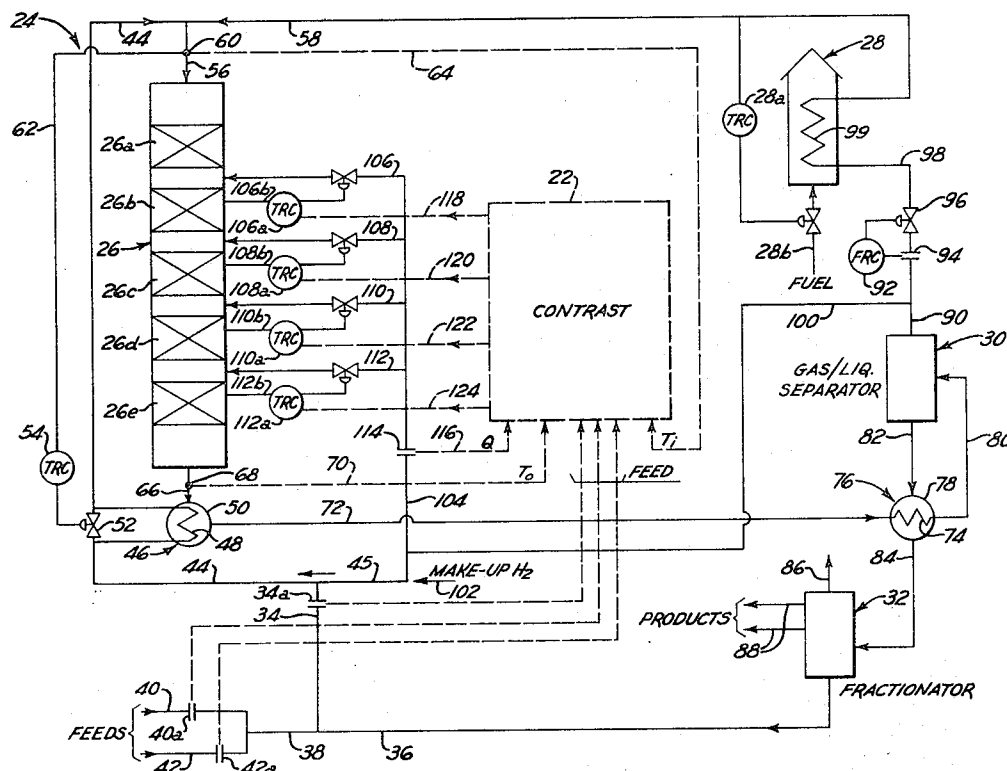 24
44
58
60
56
64
28
28a
TRC
99
98
62
26a
106
22
96
26b
106b
TRC
118
106a
28b
FUEL
FRC
94
92
26
108
26c
108b
TRC
120
108a
CONTRAST
100
90
30
110
26d
110b
TRC
122
110a
GAS/LIQ.
SEPARATOR
112
26e
112b
TRC
124
112a
82
80
54
TRC
114
116
Q
To
Ti
FEED
68
70
66
50
104
76
78
52
72
46
48
74
84
44
45
MAKE-UP H2
102
86
34a
32
34
PRODUCTS
88
40
FRACTIONATOR
FEEDS
40a
38
36
42
42a